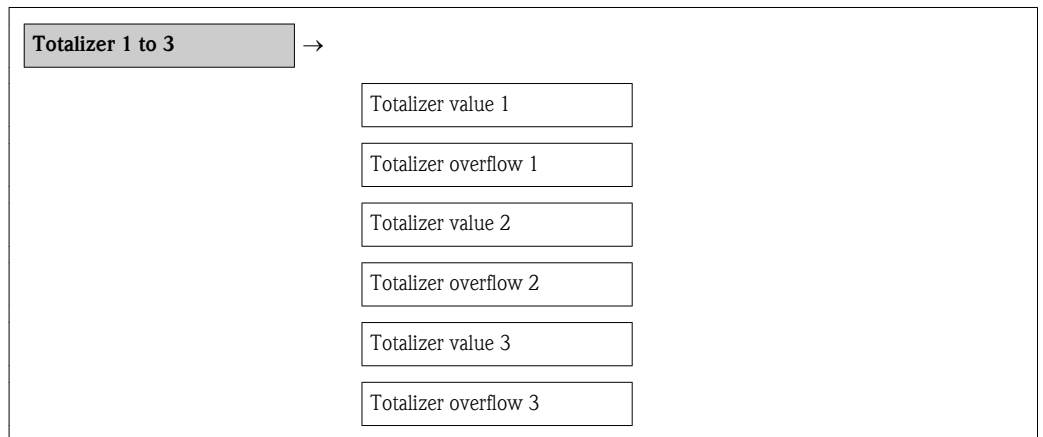 Totalizer 1 to 3 →
Totalizer value 1
Totalizer overflow 1
Totalizer value 2
Totalizer overflow 2
Totalizer value 3
Totalizer overflow 3